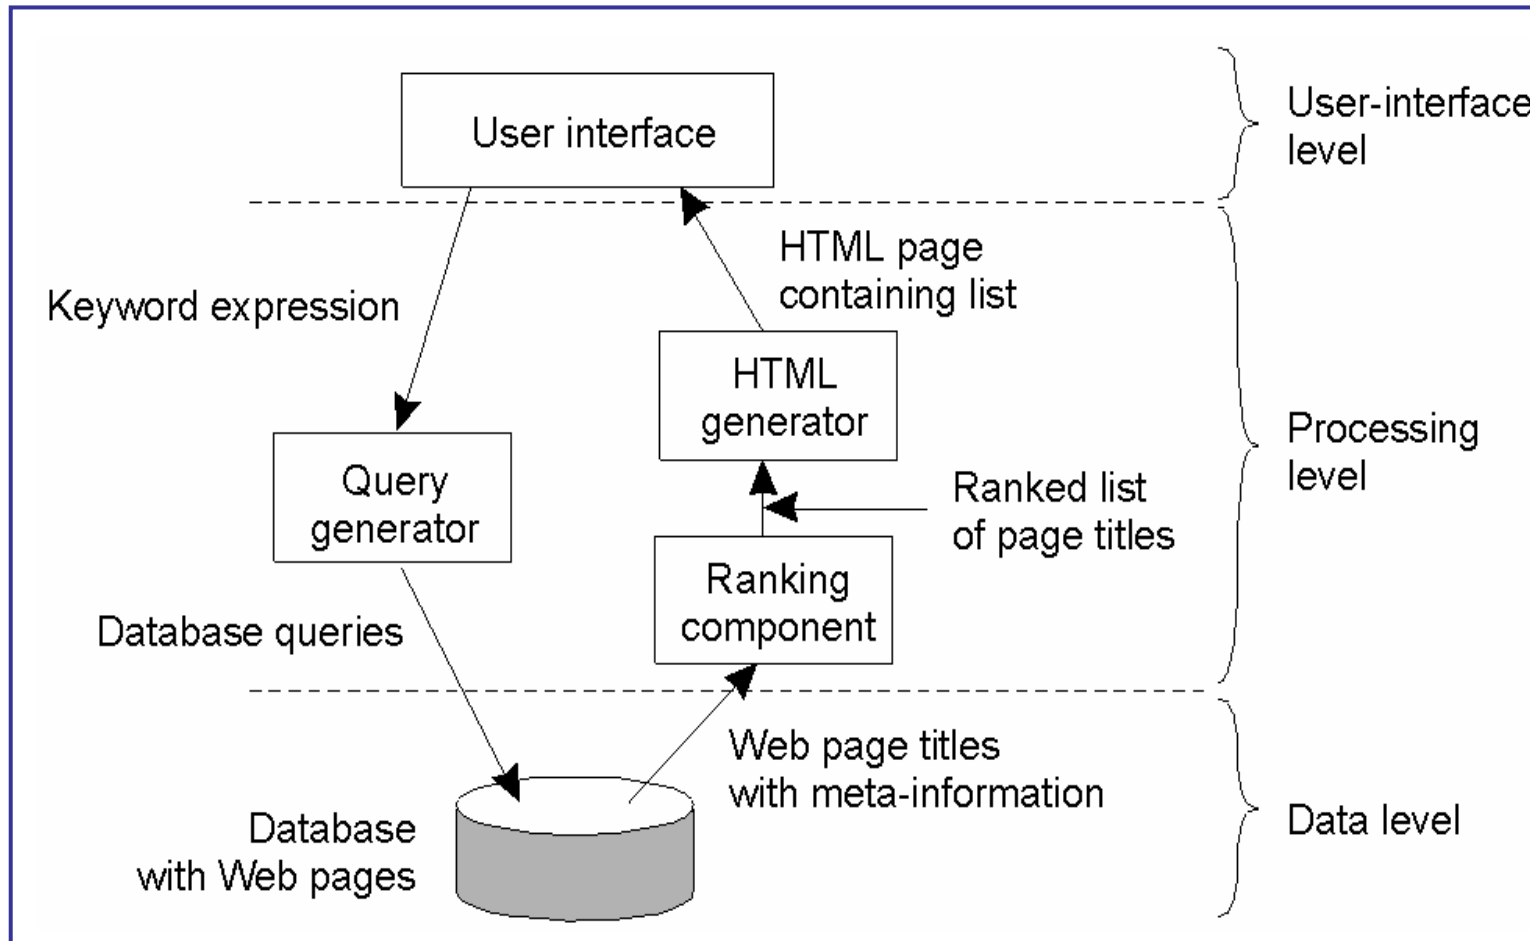 User interface
User-interface
level
HTML page
containing list
Keyword expression
HTML
generator
Processing
level
Query
generator
Ranked list
of page titles
Ranking
component
Database queries
Web page titles
with meta-information
Database
with Web pages
Data level